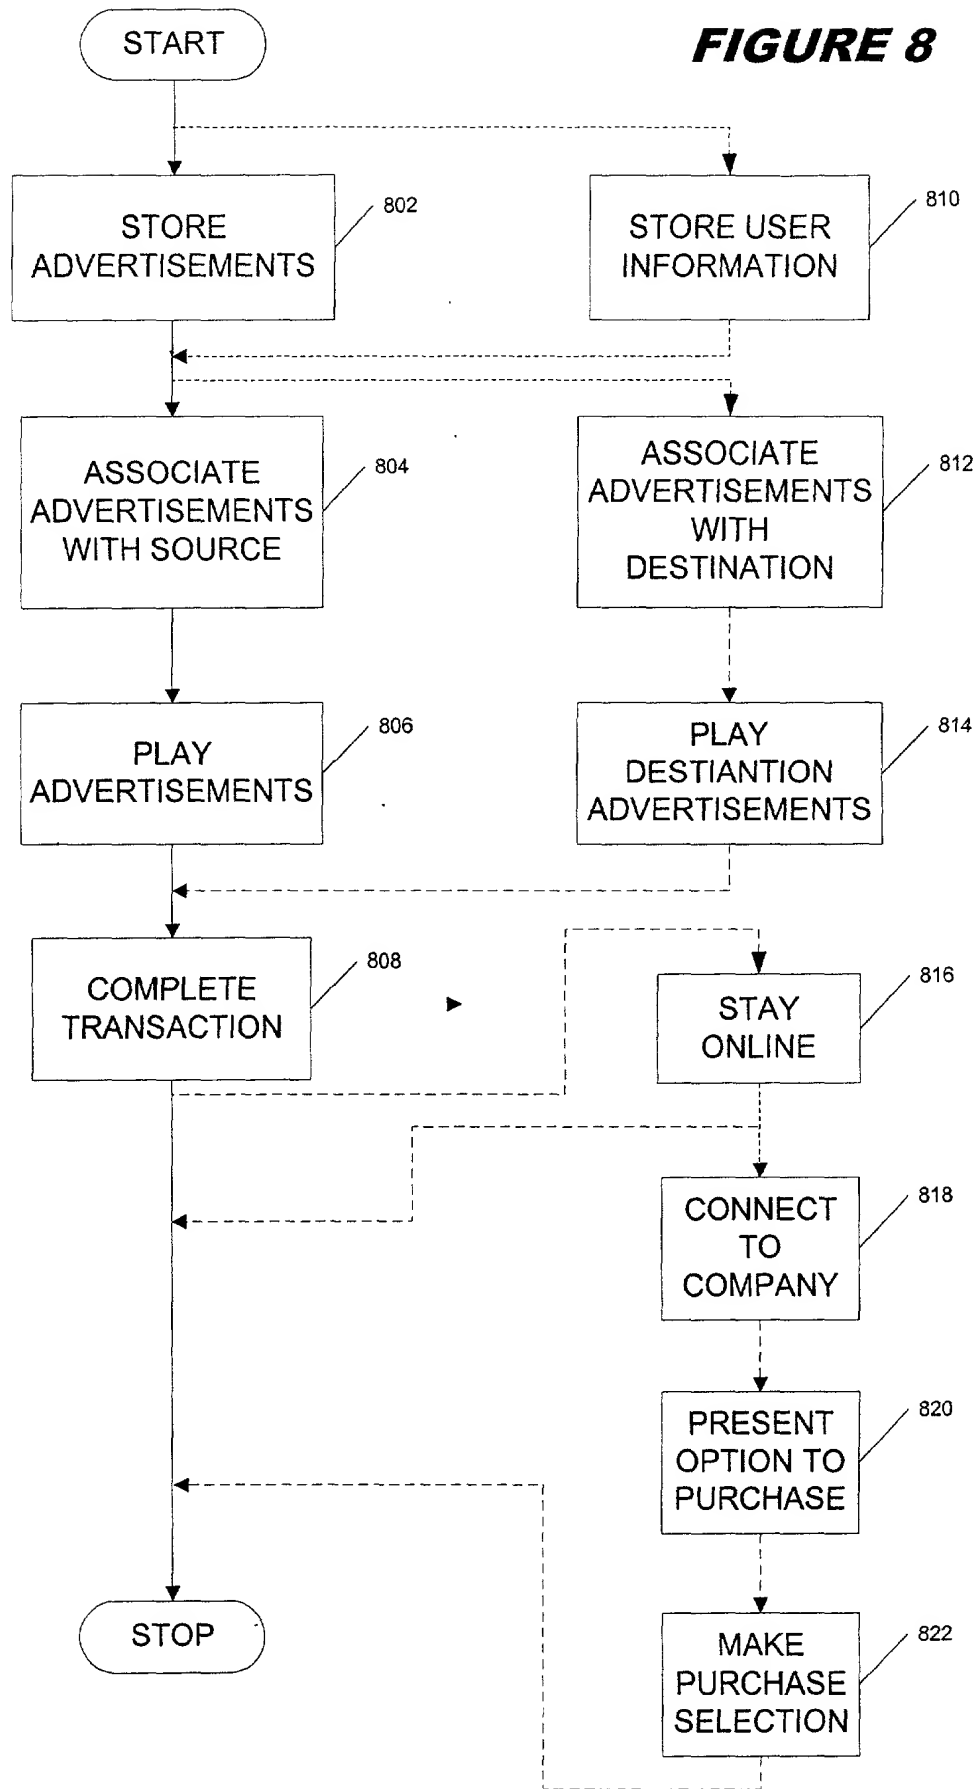 START
FIGURE 8
STORE
ADVERTISEMENTS
802
STORE USER
INFORMATION
810
ASSOCIATE
ADVERTISEMENTS
WITH SOURCE
804
ASSOCIATE
ADVERTISEMENTS
WITH
DESTINATION
812
PLAY
ADVERTISEMENTS
806
PLAY
DESTIANTION
ADVERTISEMENTS
814
COMPLETE
TRANSACTION
808
STAY
ONLINE
816
CONNECT
TO
COMPANY
818
PRESENT
OPTION TO
PURCHASE
820
STOP
MAKE
PURCHASE
SELECTION
822